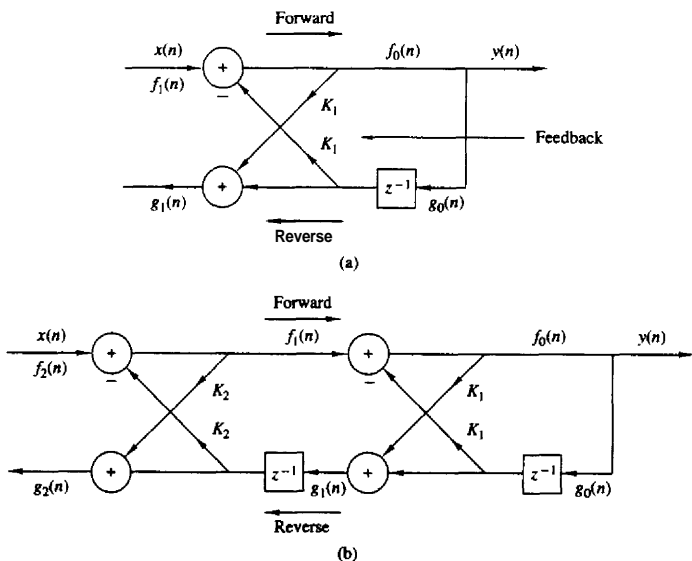 Forward
x(n) f₀(n) y(n)
+
f₁(n)
−
K₁
K₁
Feedback
+ z⁻¹
g₁(n) g₀(n)
Reverse
(a)
Forward
x(n) f₁(n) f₀(n) y(n)
+ +
f₂(n)
− −
K₂ K₁
K₂ K₁
+ z⁻¹ + z⁻¹
g₂(n) g₁(n) g₀(n)
Reverse
(b)